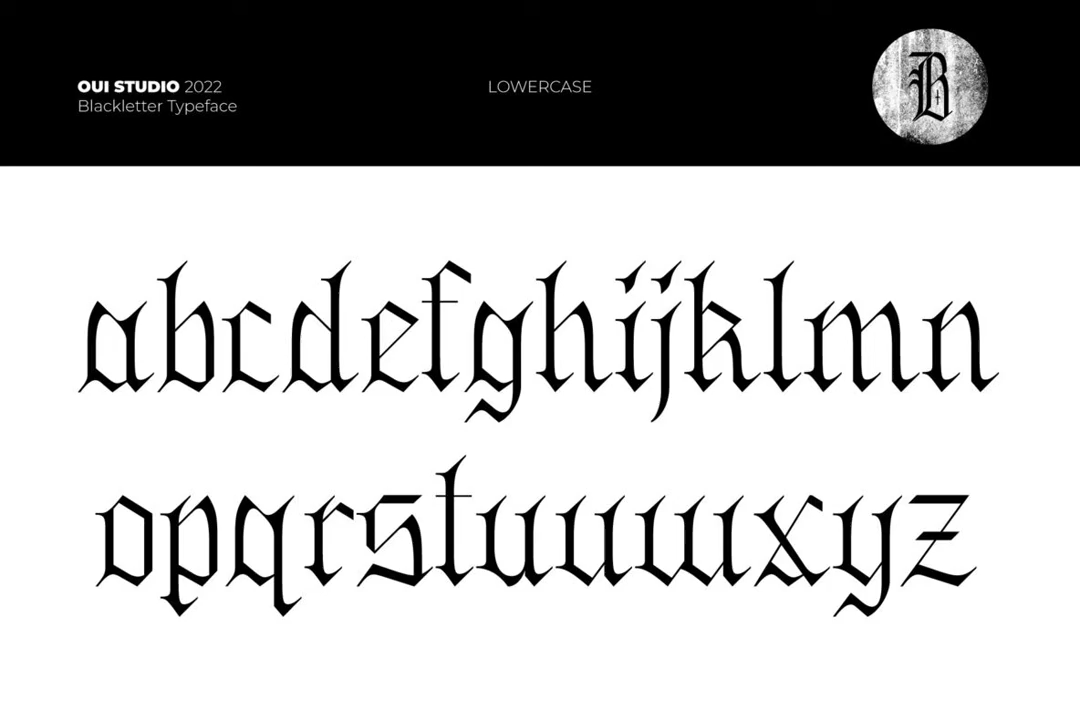 OUI STUDIO 2022
Blackletter Typeface
LOWERCASE
B
abcdefghijklmn
opqrstuvwxyz